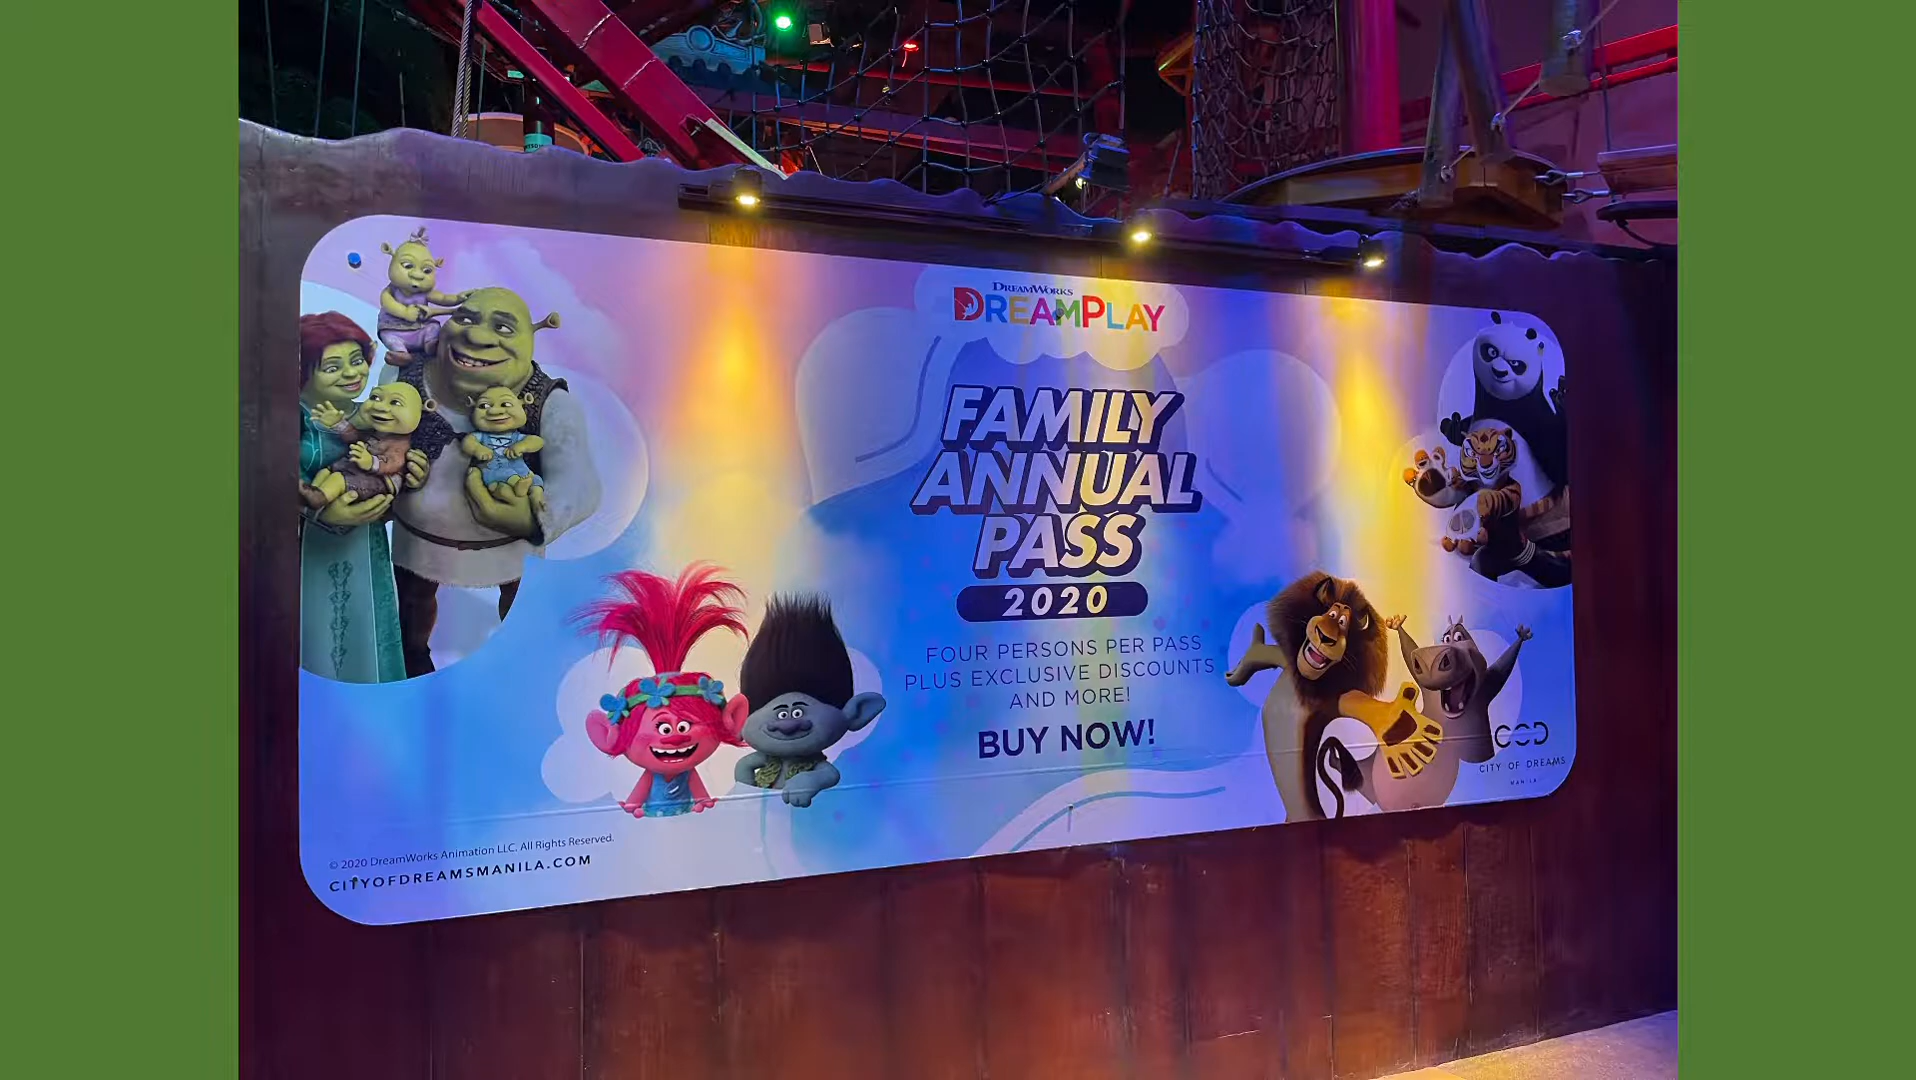 DREAMWORKS
DREAMPLAY
FAMILY
ANNUAL
PASS
2020
FOUR PERSONS PER PASS
PLUS EXCLUSIVE DISCOUNTS
AND MORE!
BUY NOW!
COD
CITY OF DREAMS
MANILA
© 2020 DreamWorks Animation LLC. All Rights Reserved.
CITYOFDREAMSMANILA.COM